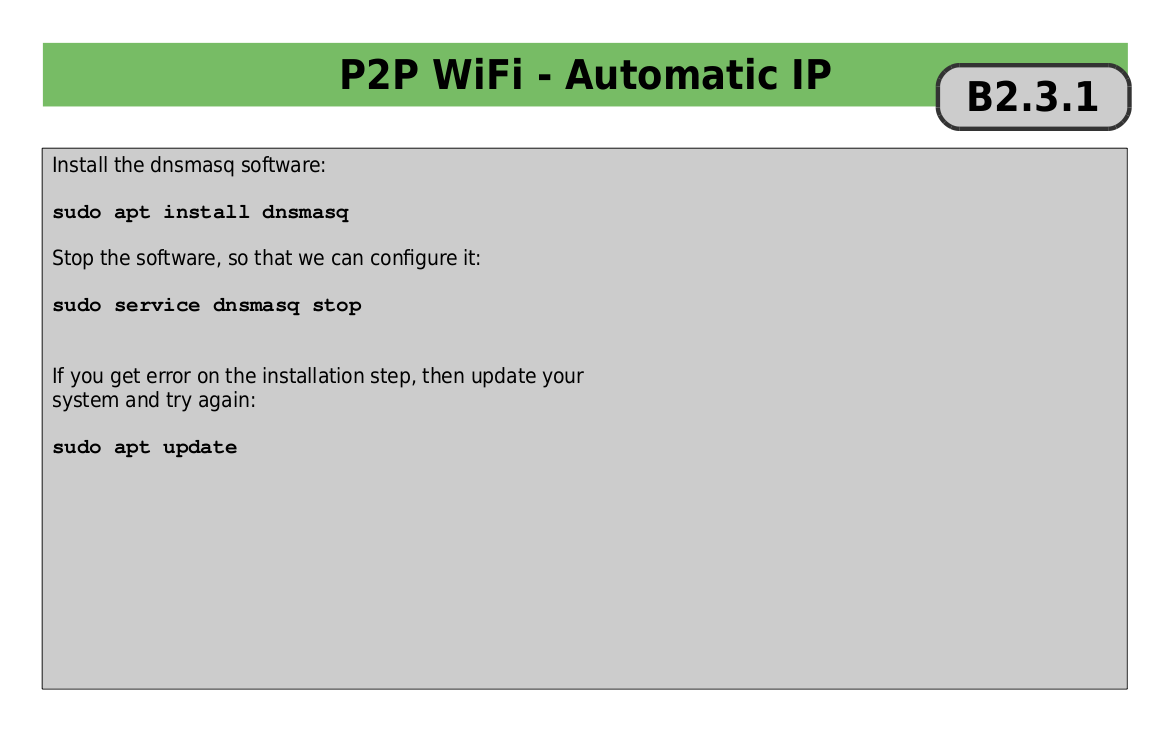 P2P WiFi - Automatic IP
B2.3.1
Install the dnsmasq software:
sudo apt install dnsmasq
Stop the software, so that we can configure it:
sudo service dnsmasq stop
If you get error on the installation step, then update your
system and try again:
sudo apt update